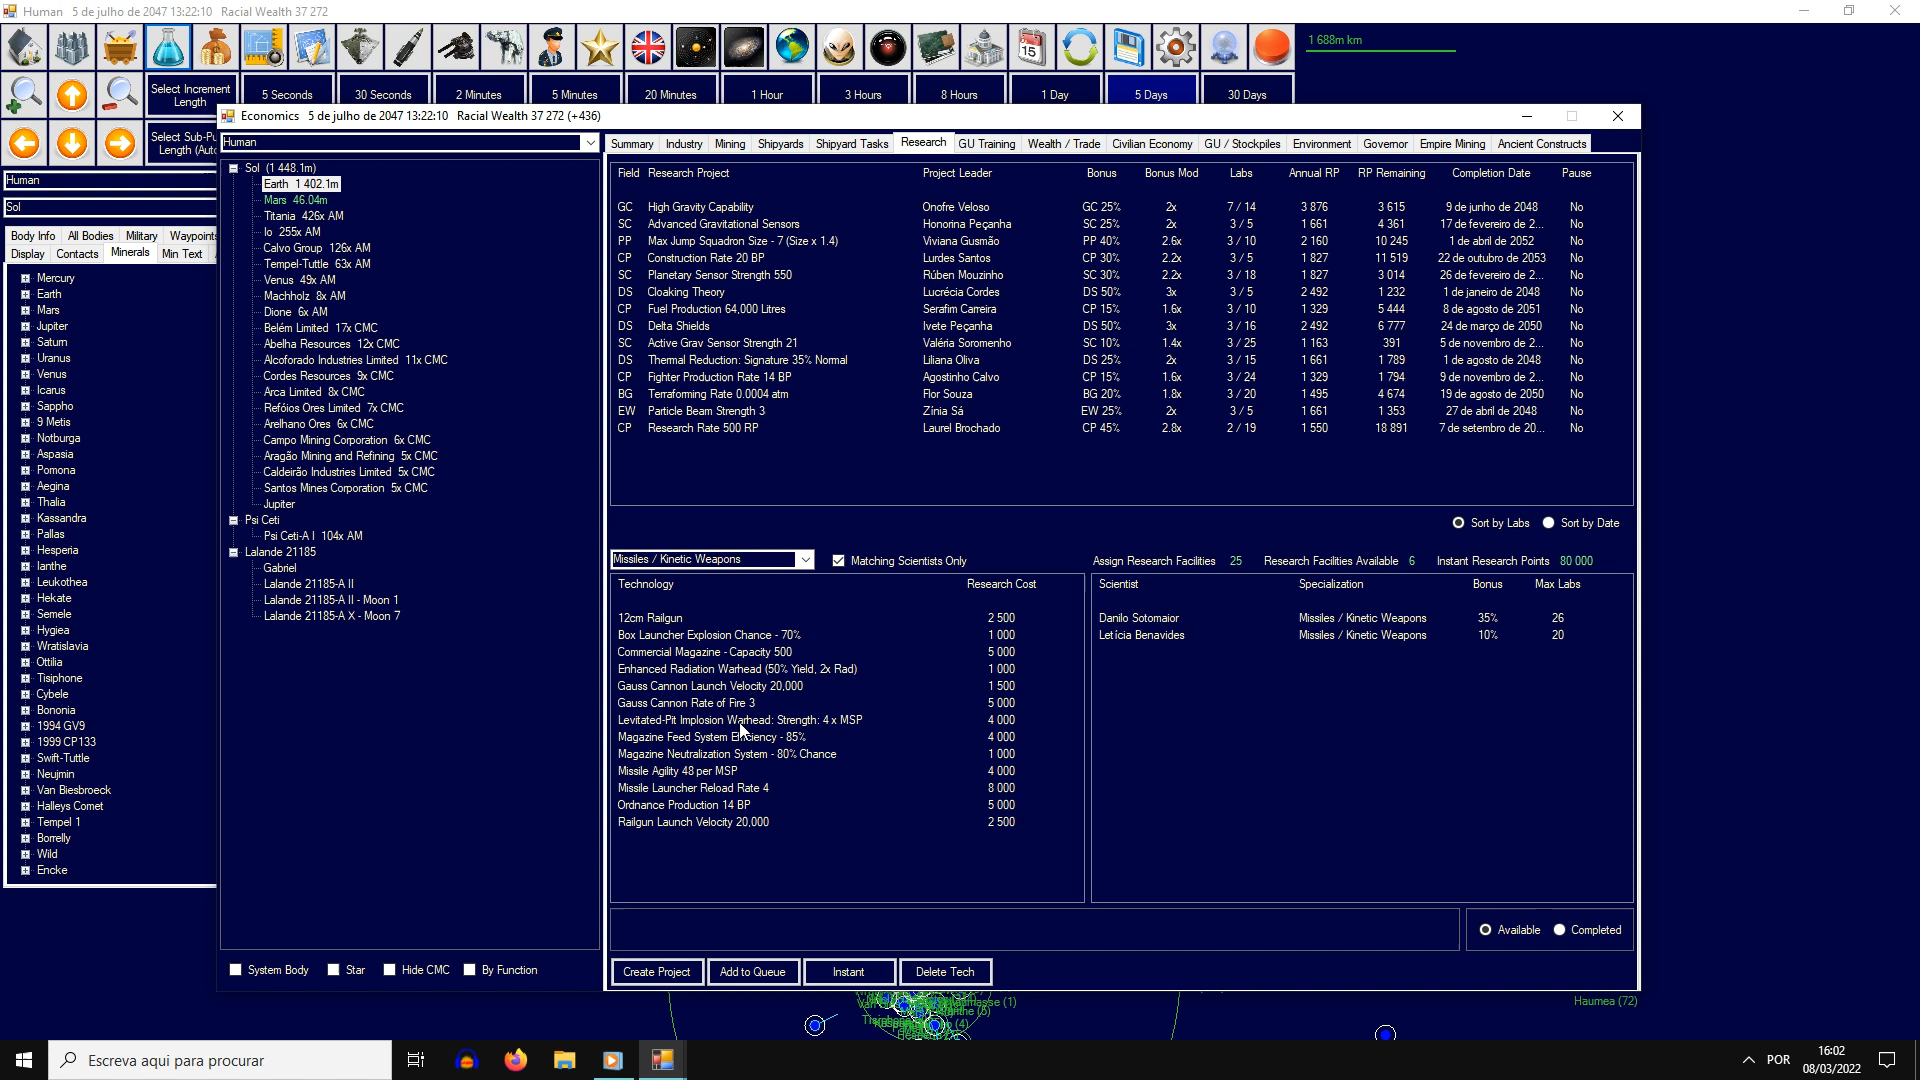 Human 5 de julho de 2047 13:22:10 Racial Wealth 37 272
1 688m km
Select Increment Length
5 Seconds
30 Seconds
2 Minutes
5 Minutes
20 Minutes
1 Hour
3 Hours
8 Hours
1 Day
5 Days
30 Days
Economics 5 de julho de 2047 13:22:10 Racial Wealth 37 272 (+436)
Human
Sol
Body Info All Bodies Military Waypoints
Display Contacts Minerals Min Text
Mercury
Earth
Mars
Jupiter
Saturn
Uranus
Venus
Icarus
Sappho
9 Metis
Notburga
Aspasia
Pomona
Aegina
Thalia
Kassandra
Pallas
Hesperia
Ianthe
Leukothea
Hekate
Semele
Hygiea
Wratislavia
Ottilia
Tisiphone
Cybele
Bononia
1994 GV9
1999 CP133
Swift-Tuttle
Neujmin
Van Biesbroeck
Halleys Comet
Tempel 1
Borrelly
Wild
Encke
Human
Sol (1 448.1m)
Earth 1 402.1m
Mars 46.04m
Titania 426x AM
Io 255x AM
Calvo Group 126x AM
Tempel-Tuttle 63x AM
Venus 49x AM
Machholz 8x AM
Dione 6x AM
Belém Limited 17x CMC
Abelha Resources 12x CMC
Alcoforado Industries Limited 11x CMC
Cordes Resources 9x CMC
Arca Limited 8x CMC
Refóios Ores Limited 7x CMC
Arelhano Ores 6x CMC
Campo Mining Corporation 6x CMC
Aragão Mining and Refining 5x CMC
Caldeirão Industries Limited 5x CMC
Santos Mines Corporation 5x CMC
Jupiter
Psi Ceti
Psi Ceti-A I 104x AM
Lalande 21185
Gabriel
Lalande 21185-A II
Lalande 21185-A II - Moon 1
Lalande 21185-A X - Moon 7
System Body Star Hide CMC By Function
Summary Industry Mining Shipyards Shipyard Tasks Research GU Training Wealth / Trade Civilian Economy GU / Stockpiles Environment Governor Empire Mining Ancient Constructs
Field Research Project Project Leader Bonus Bonus Mod Labs Annual RP RP Remaining Completion Date Pause
GC High Gravity Capability Onofre Veloso GC 25% 2x 7 / 14 3 876 3 615 9 de junho de 2048 No
SC Advanced Gravitational Sensors Honorina Peçanha SC 25% 2x 3 / 5 1 661 4 361 17 de fevereiro de 2... No
PP Max Jump Squadron Size - 7 (Size x 1.4) Viviana Gusmão PP 40% 2.6x 3 / 10 2 160 10 245 1 de abril de 2052 No
CP Construction Rate 20 BP Lurdes Santos CP 30% 2.2x 3 / 5 1 827 11 519 22 de outubro de 2053 No
SC Planetary Sensor Strength 550 Rúben Mouzinho SC 30% 2.2x 3 / 18 1 827 3 014 26 de fevereiro de 2... No
DS Cloaking Theory Lucrécia Cordes DS 50% 3x 3 / 5 2 492 1 232 1 de janeiro de 2048 No
CP Fuel Production 64,000 Litres Serafim Carreira CP 15% 1.6x 3 / 10 1 329 5 444 8 de agosto de 2051 No
DS Delta Shields Ivete Peçanha DS 50% 3x 3 / 16 2 492 6 777 24 de março de 2050 No
SC Active Grav Sensor Strength 21 Valéria Soromenho SC 10% 1.4x 3 / 25 1 163 391 5 de novembro de 2... No
DS Thermal Reduction: Signature 35% Normal Liliana Oliva DS 25% 2x 3 / 15 1 661 1 789 1 de agosto de 2048 No
CP Fighter Production Rate 14 BP Agostinho Calvo CP 15% 1.6x 3 / 24 1 329 1 794 9 de novembro de 2... No
BG Terraforming Rate 0.0004 atm Flor Souza BG 20% 1.8x 3 / 20 1 495 4 674 19 de agosto de 2050 No
EW Particle Beam Strength 3 Zínia Sá EW 25% 2x 3 / 5 1 661 1 353 27 de abril de 2048 No
CP Research Rate 500 RP Laurel Brochado CP 45% 2.8x 2 / 19 1 550 18 891 7 de setembro de 20... No
Sort by Labs Sort by Date
Missiles / Kinetic Weapons Matching Scientists Only Assign Research Facilities 25 Research Facilities Available 6 Instant Research Points 80 000
Technology Research Cost
12cm Railgun 2 500
Box Launcher Explosion Chance - 70% 1 000
Commercial Magazine - Capacity 500 5 000
Enhanced Radiation Warhead (50% Yield, 2x Rad) 1 000
Gauss Cannon Launch Velocity 20,000 1 500
Gauss Cannon Rate of Fire 3 5 000
Levitated-Pit Implosion Warhead: Strength: 4 x MSP 4 000
Magazine Feed System Efficiency - 85% 4 000
Magazine Neutralization System - 80% Chance 1 000
Missile Agility 48 per MSP 4 000
Missile Launcher Reload Rate 4 8 000
Ordnance Production 14 BP 5 000
Railgun Launch Velocity 20,000 2 500
Scientist Specialization Bonus Max Labs
Danilo Sotomaior Missiles / Kinetic Weapons 35% 26
Letícia Benavides Missiles / Kinetic Weapons 10% 20
Available Completed
Create Project Add to Queue Instant Delete Tech
Haumea (72)
Escreva aqui para procurar
POR
16:02
08/03/2022